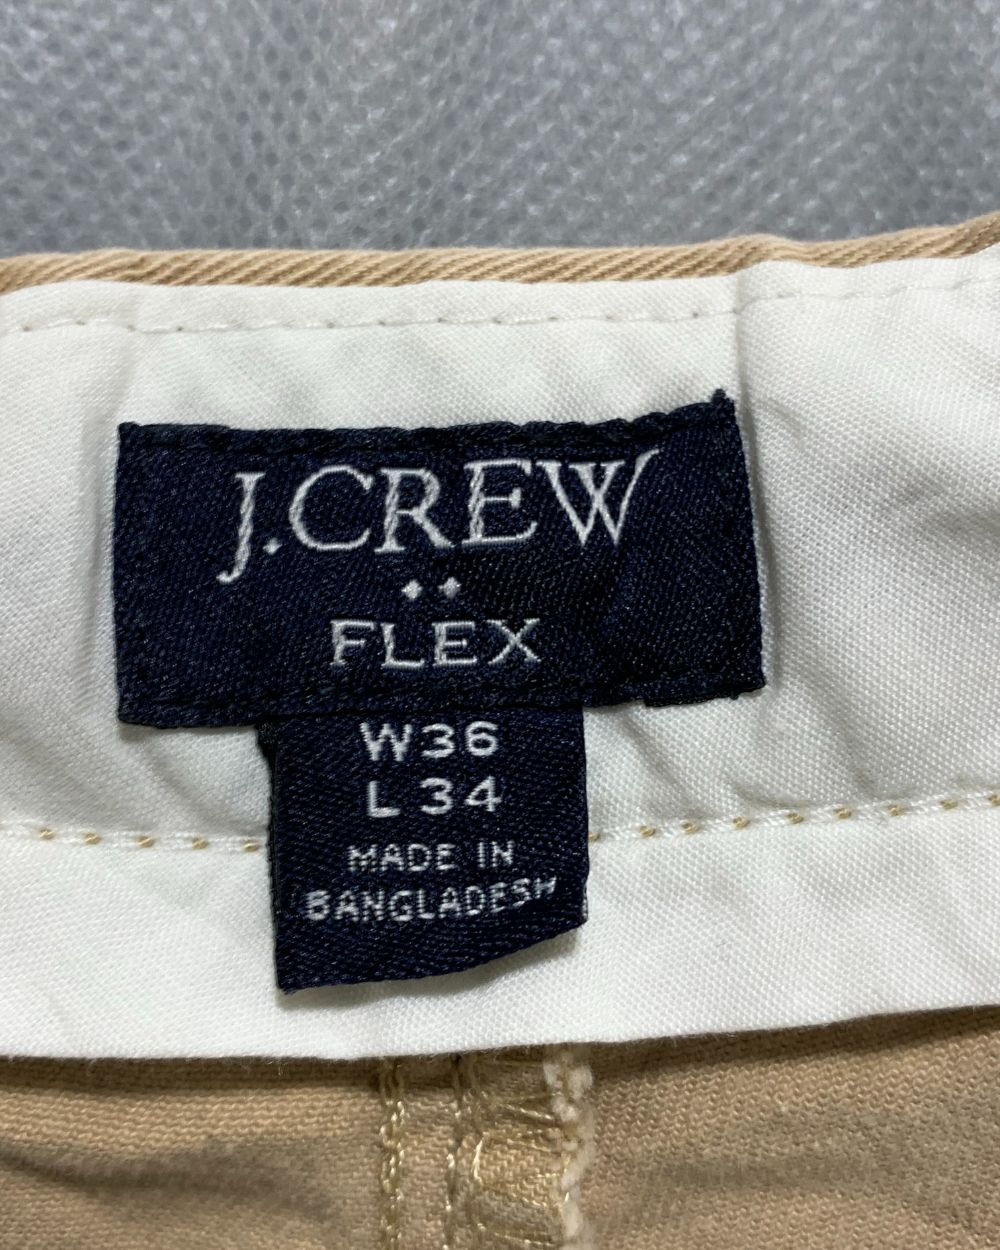 J.CREW
FLEX
W36
L34
MADE IN
BANGLADESH